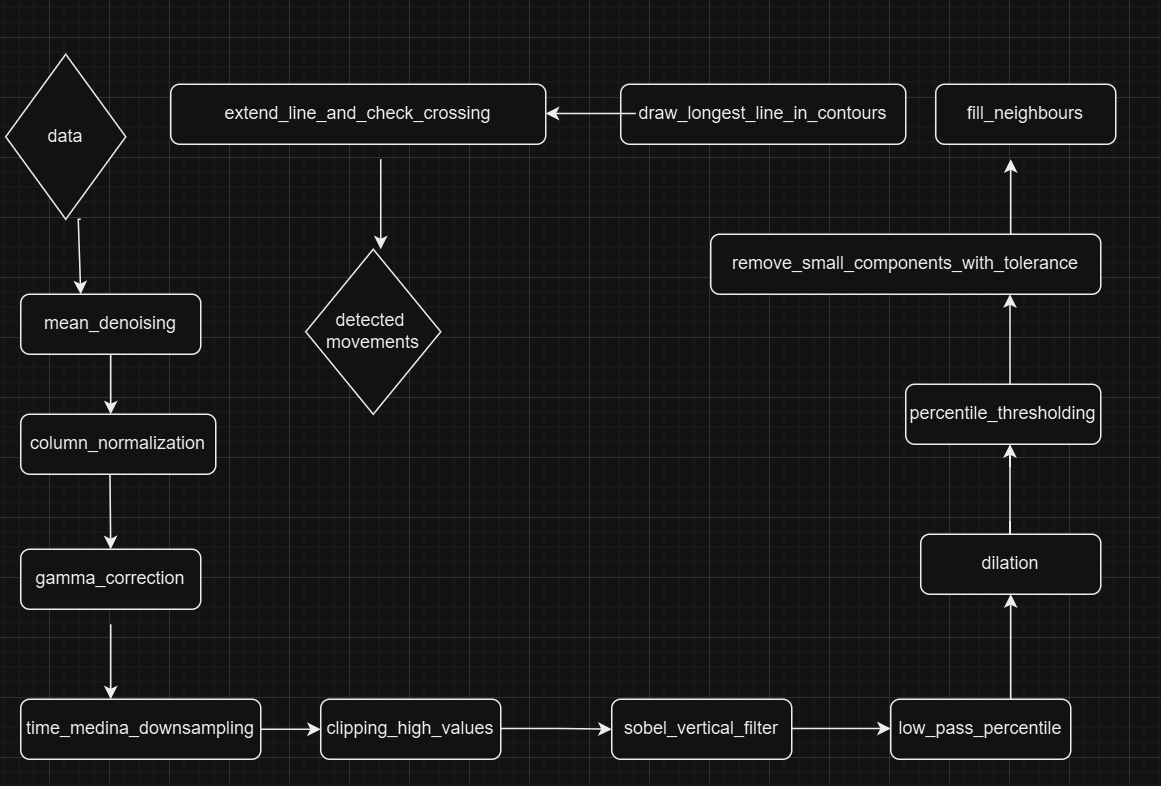 data
extend_line_and_check_crossing
draw_longest_line_in_contours
fill_neighbours
remove_small_components_with_tolerance
mean_denoising
detected
movements
percentile_thresholding
column_normalization
gamma_correction
dilation
time_medina_downsampling
clipping_high_values
sobel_vertical_filter
low_pass_percentile